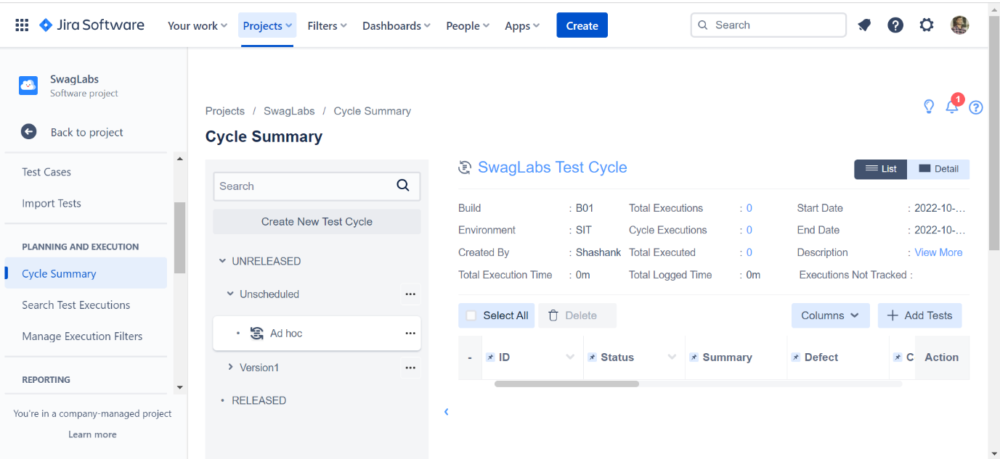 Jira Software Your work Projects Filters Dashboards People Apps Create Search
SwagLabs
Software project
Back to project
Test Cases
Import Tests
PLANNING AND EXECUTION
Cycle Summary
Search Test Executions
Manage Execution Filters
REPORTING
You're in a company-managed project
Learn more
Projects / SwagLabs / Cycle Summary
1
Cycle Summary
Search
Create New Test Cycle
UNRELEASED
Unscheduled
Ad hoc
Version1
RELEASED
SwagLabs Test Cycle
List Detail
Build : B01 Total Executions : 0 Start Date : 2022-10-...
Environment : SIT Cycle Executions : 0 End Date : 2022-10-...
Created By : Shashank Total Executed : 0 Description : View More
Total Execution Time : 0m Total Logged Time : 0m Executions Not Tracked :
Select All Delete Columns + Add Tests
- ID Status Summary Defect C Action